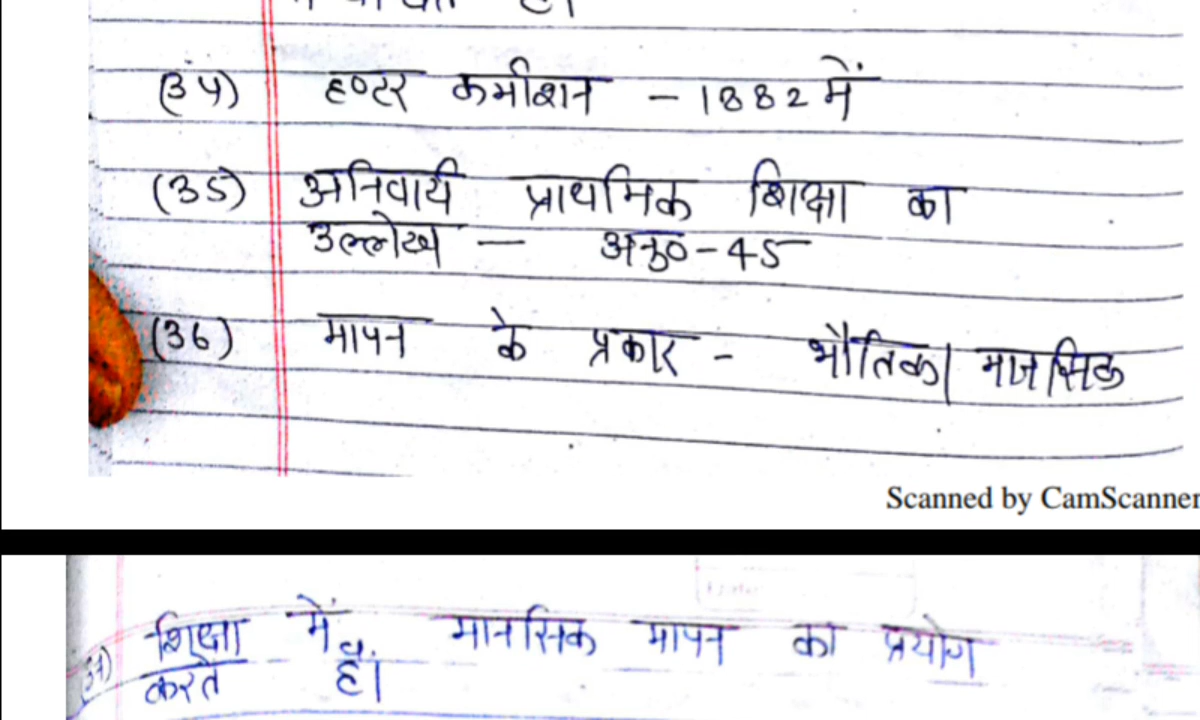 (34) हण्टर कमीशन - 1882 में
(35) अनिवार्य प्राथमिक शिक्षा का
उल्लेख - अनु०-45
(36) मापन के प्रकार - भौतिक/मानसिक
Scanned by CamScanner
शिक्षा में मानसिक मापन का प्रयोग
करते हैं।